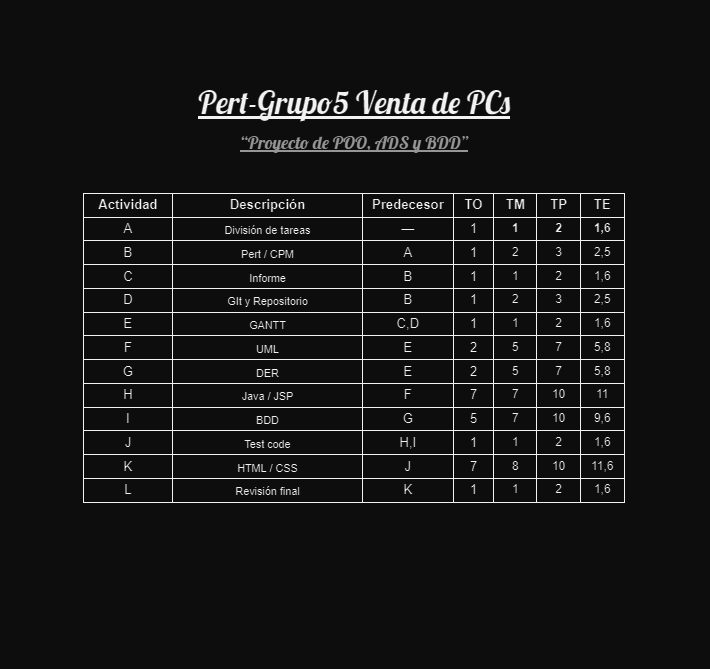 Pert-Grupo5 Venta de PCs
“Proyecto de POO, ADS y BDD”
Actividad Descripción Predecesor TO TM TP TE
A División de tareas — 1 1 2 1,6
B Pert / CPM A 1 2 3 2,5
C Informe B 1 1 2 1,6
D GIt y Repositorio B 1 2 3 2,5
E GANTT C,D 1 1 2 1,6
F UML E 2 5 7 5,8
G DER E 2 5 7 5,8
H Java / JSP F 7 7 10 11
I BDD G 5 7 10 9,6
J Test code H,I 1 1 2 1,6
K HTML / CSS J 7 8 10 11,6
L Revisión final K 1 1 2 1,6